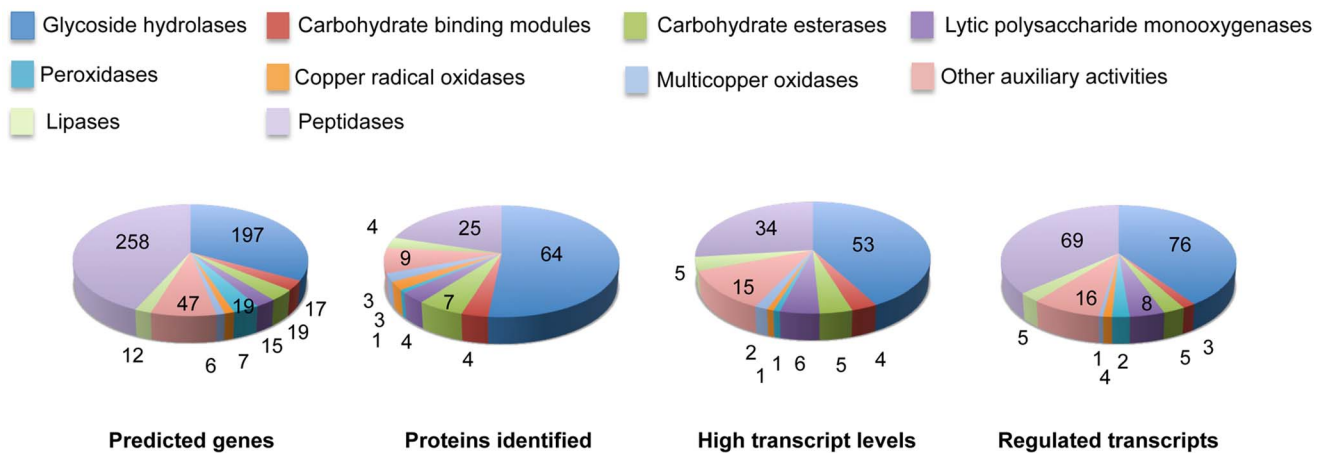 Glycoside hydrolases Carbohydrate binding modules Carbohydrate esterases Lytic polysaccharide monooxygenases
Peroxidases Copper radical oxidases Multicopper oxidases Other auxiliary activities
Lipases Peptidases
258 197 47 19 12 6 7 15 19 17
4 25 64 9 7 3 3 1 4 4
34 53 5 15 2 1 1 6 5 4
69 76 5 16 8 1 4 2 5 3
Predicted genes Proteins identified High transcript levels Regulated transcripts